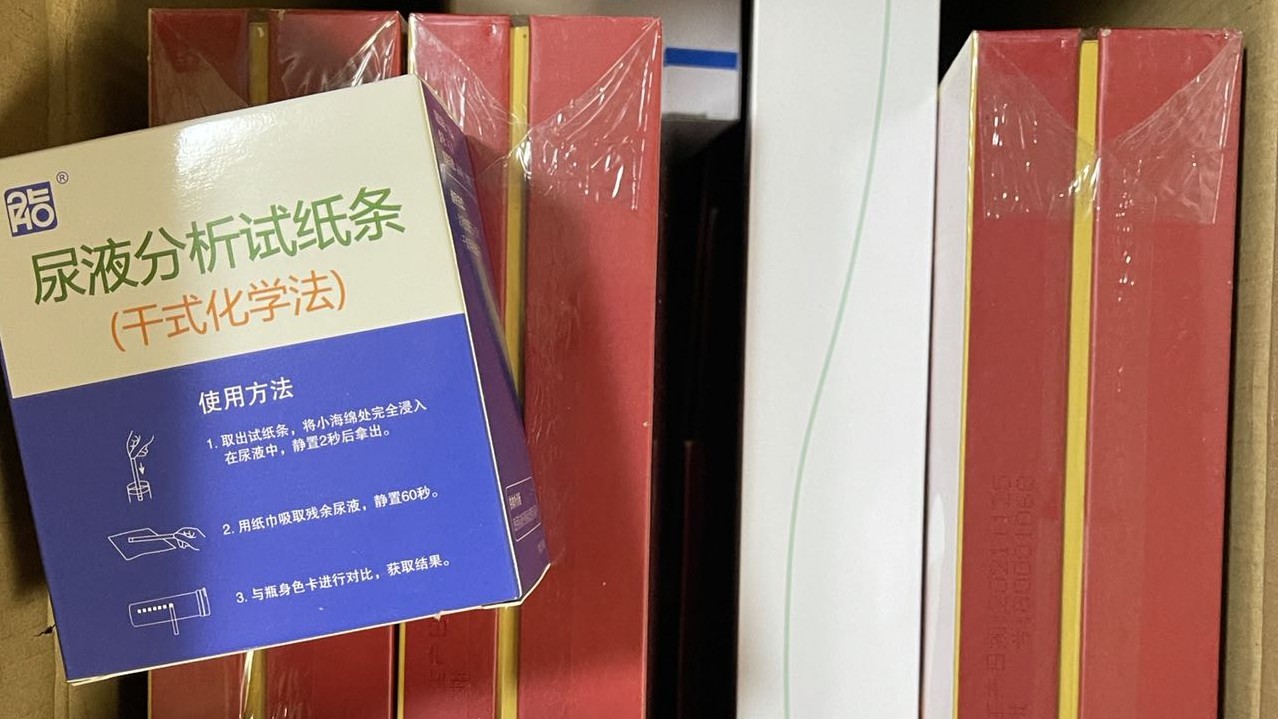 ®
尿液分析试纸条
(干式化学法)
使用方法
1. 取出试纸条，将小海绵处完全浸入
在尿液中，静置2秒后拿出。
2. 用纸巾吸取残余尿液，静置60秒。
3. 与瓶身色卡进行对比，获取结果。